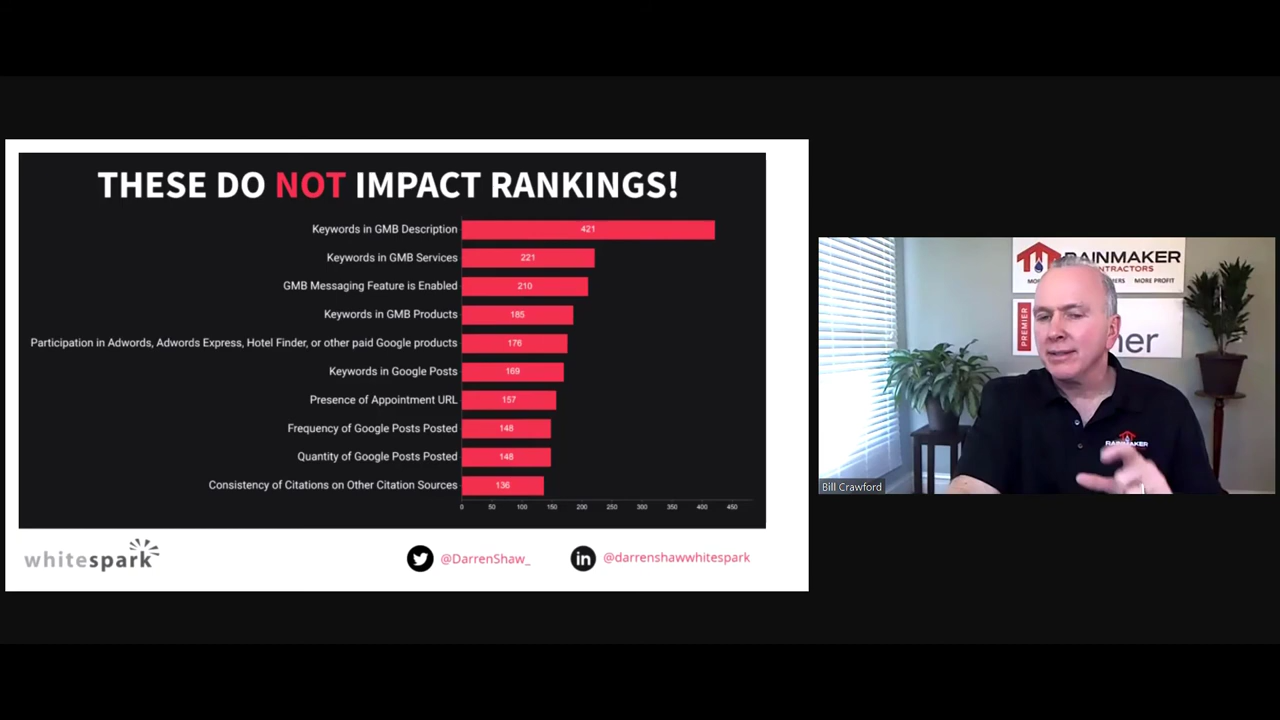 THESE DO NOT IMPACT RANKINGS!
Keywords in GMB Description 421
Keywords in GMB Services 221
GMB Messaging Feature is Enabled 210
Keywords in GMB Products 185
Participation in Adwords, Adwords Express, Hotel Finder, or other paid Google products 176
Keywords in Google Posts 169
Presence of Appointment URL 157
Frequency of Google Posts Posted 148
Quantity of Google Posts Posted 148
Consistency of Citations on Other Citation Sources 136
0 50 100 150 200 250 300 350 400 450
whitespark
@DarrenShaw_
@darrenshawwhitespark
RAINMAKER
MORE PROFIT
PREMIER
RAINMAKER
Bill Crawford